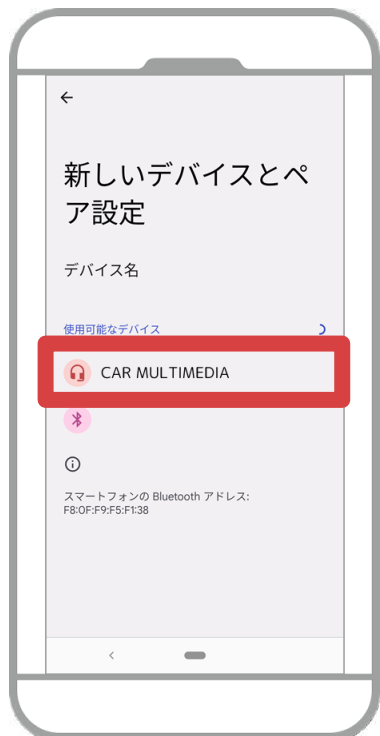 新しいデバイスとペ
ア設定
デバイス名
使用可能なデバイス
CAR MULTIMEDIA
スマートフォンの Bluetooth アドレス:
F8:0F:F9:F5:F1:38